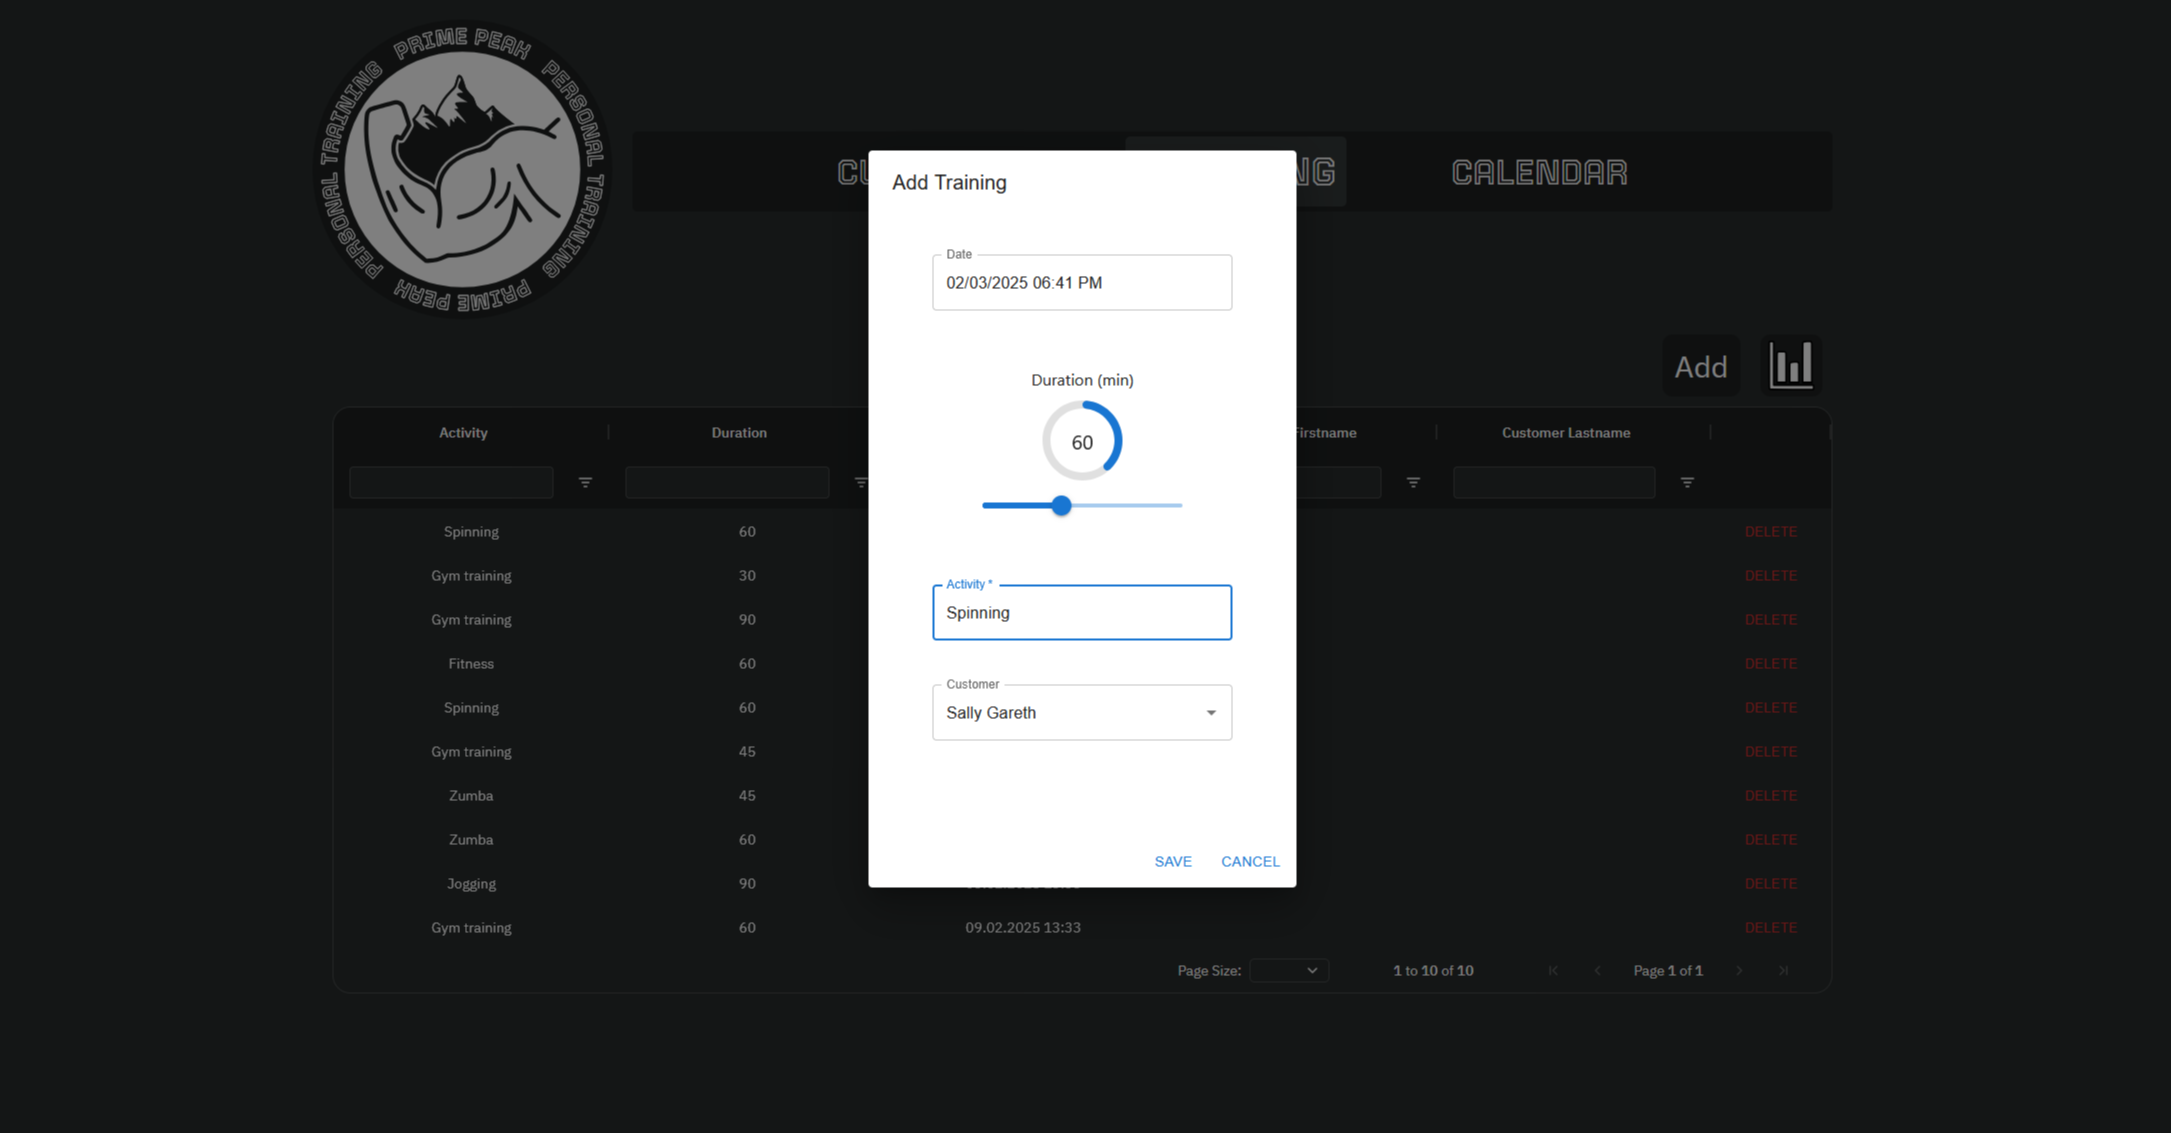 PRIME PEAK PERSONAL TRAINING PRIME PEAK PERSONAL TRAINING
CALENDAR
Add Training
Date
02/03/2025 06:41 PM
Duration (min)
60
Activity *
Spinning
Customer
Sally Gareth
SAVE CANCEL
Add
Activity Duration Firstname Customer Lastname
Spinning 60 DELETE
Gym training 30 DELETE
Gym training 90 DELETE
Fitness 60 DELETE
Spinning 60 DELETE
Gym training 45 DELETE
Zumba 45 DELETE
Zumba 60 DELETE
Jogging 90 DELETE
Gym training 60 09.02.2025 13:33 DELETE
Page Size: 1 to 10 of 10 Page 1 of 1